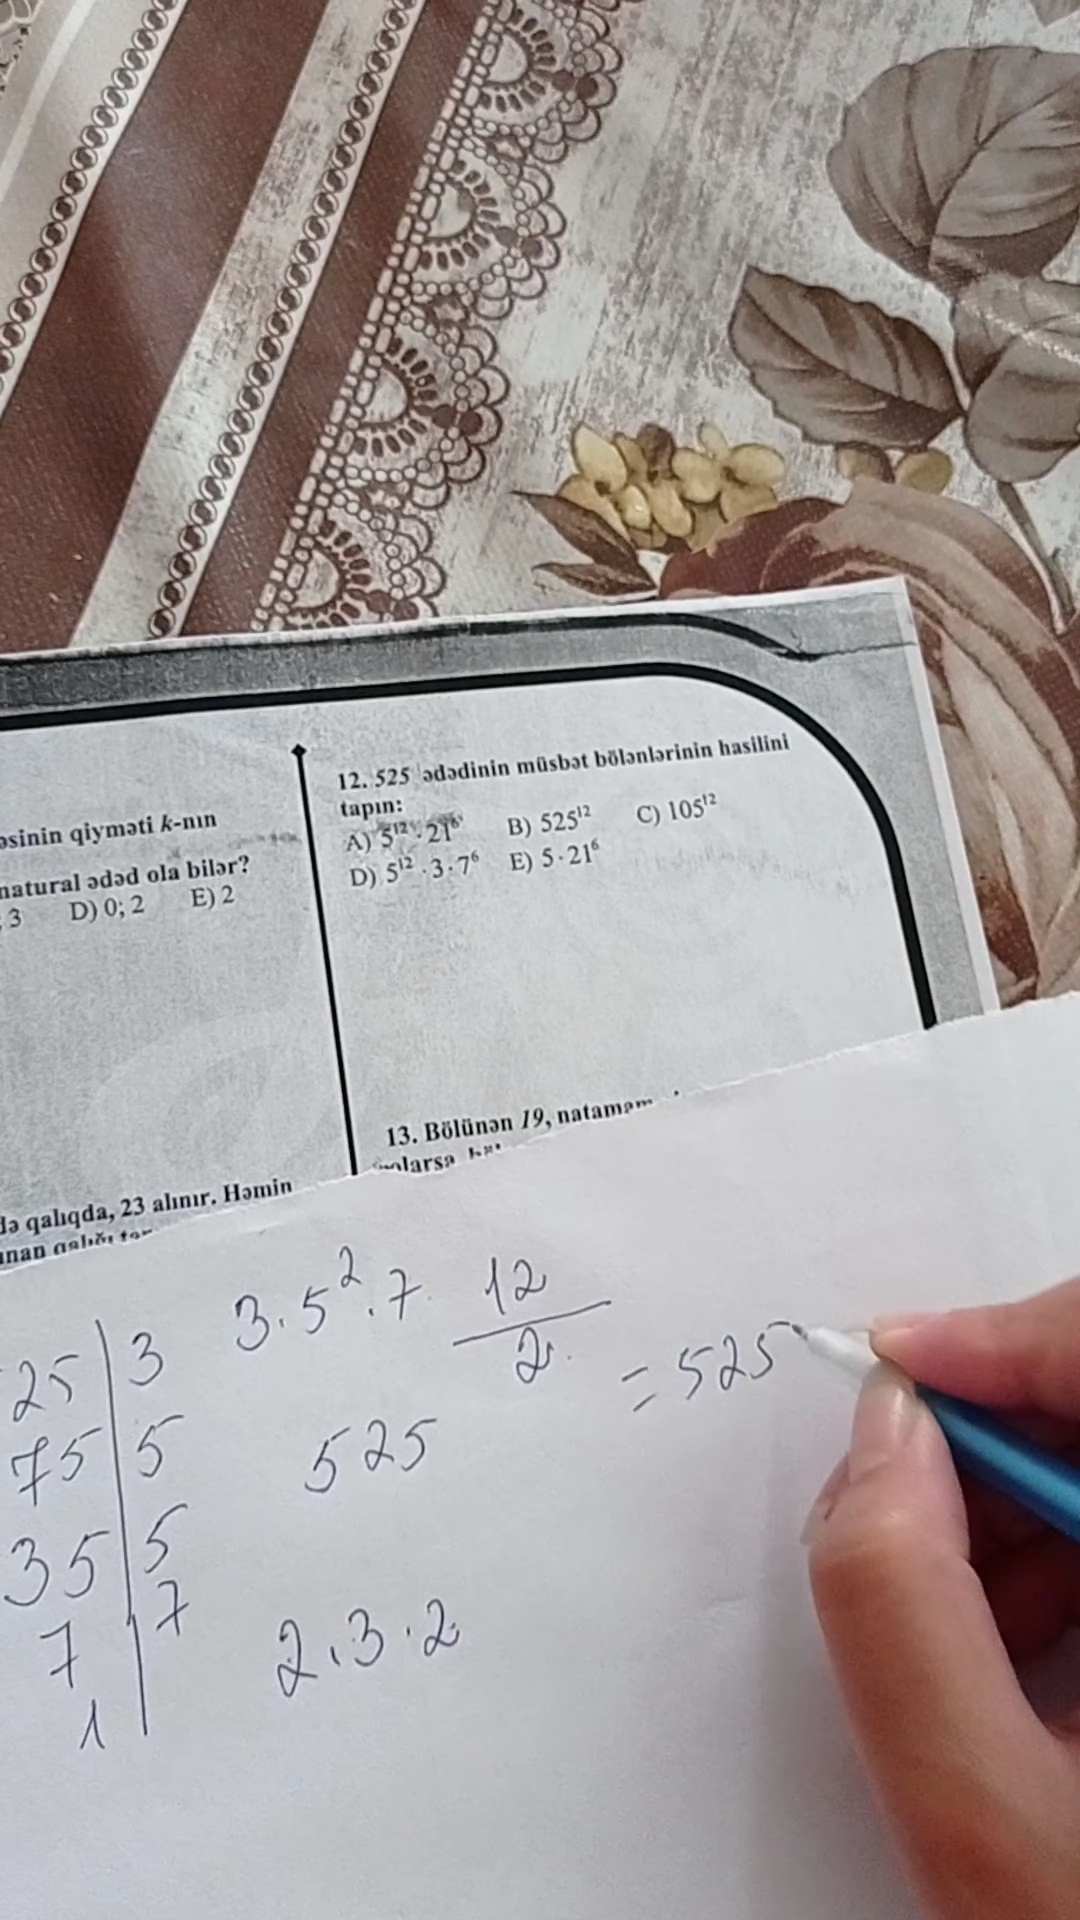 əsinin qiyməti k-nın
natural ədəd ola bilər?
3 D) 0; 2 E) 2
də qalıqda, 23 alınır. Həmin
12. 525 ədədinin müsbət bölənlərinin hasilini
tapın:
A) 5¹² · 21⁶ B) 525¹² C) 105¹²
D) 5¹² · 3 · 7⁶ E) 5 · 21⁶
13. Bölünən 19, natamam
olarsa
25 | 3
75 | 5
35 | 5
7 | 7
1
3 · 5² · 7
12
2
525
= 525
2 · 3 · 2